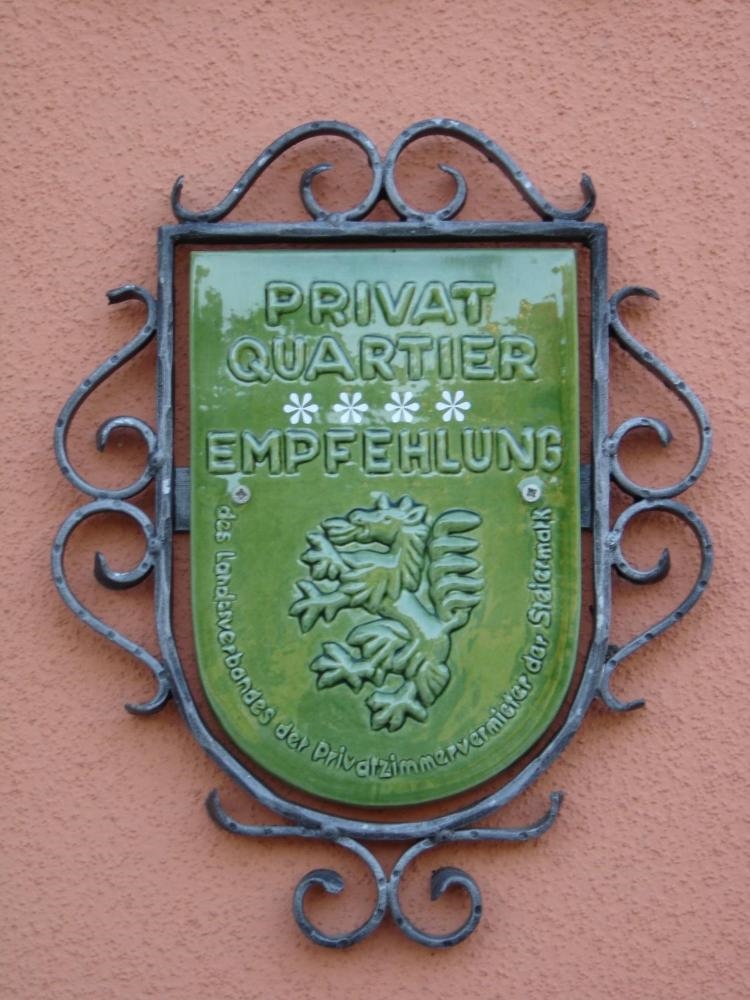 PRIVAT
QUARTIER
****
EMPFEHLUNG
des Landesverbandes der Privatzimmervermieter der Steiermark